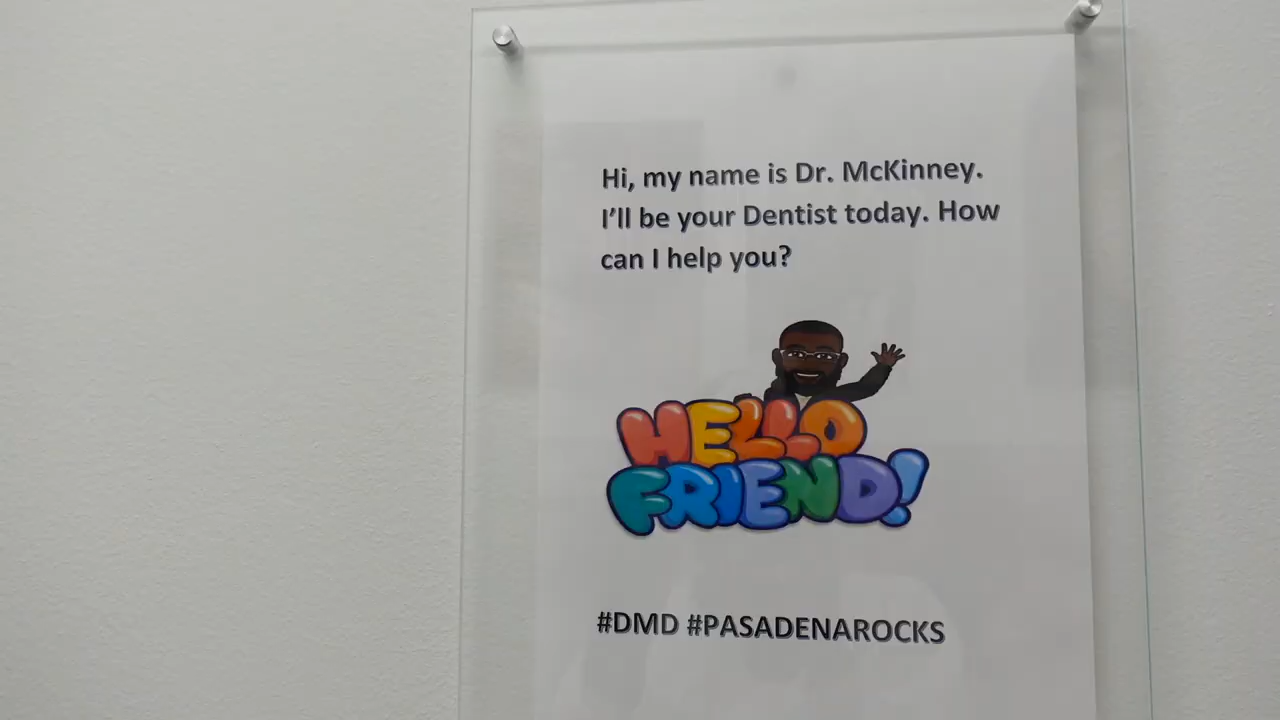 Hi, my name is Dr. McKinney.
I'll be your Dentist today. How
can I help you?
HELLO
FRIEND!
#DMD #PASADENAROCKS